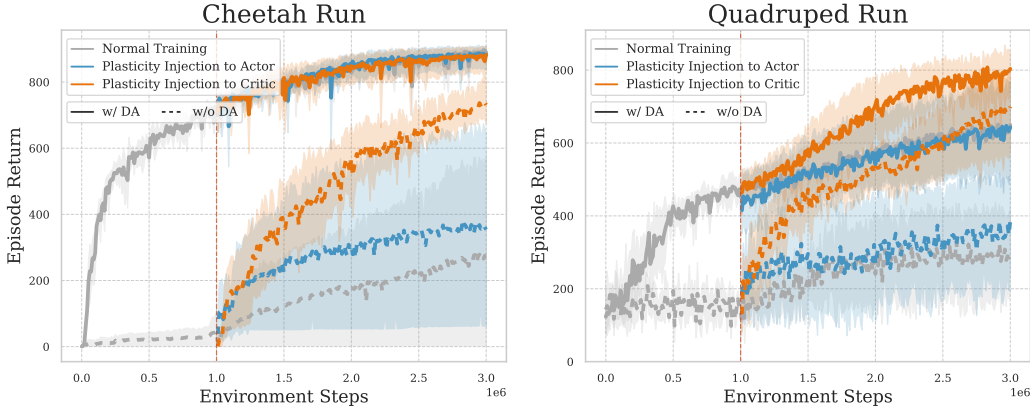 Cheetah Run
Normal Training
Plasticity Injection to Actor
Plasticity Injection to Critic
w/ DA
w/o DA
800
600
400
200
0
Episode Return
0.0 0.5 1.0 1.5 2.0 2.5 3.0
1e6
Environment Steps
Quadruped Run
Normal Training
Plasticity Injection to Actor
Plasticity Injection to Critic
w/ DA
w/o DA
800
600
400
200
0
Episode Return
0.0 0.5 1.0 1.5 2.0 2.5 3.0
1e6
Environment Steps